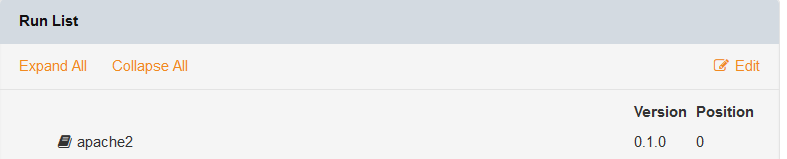 Run List
Expand All Collapse All Edit
Version Position
apache2 0.1.0 0